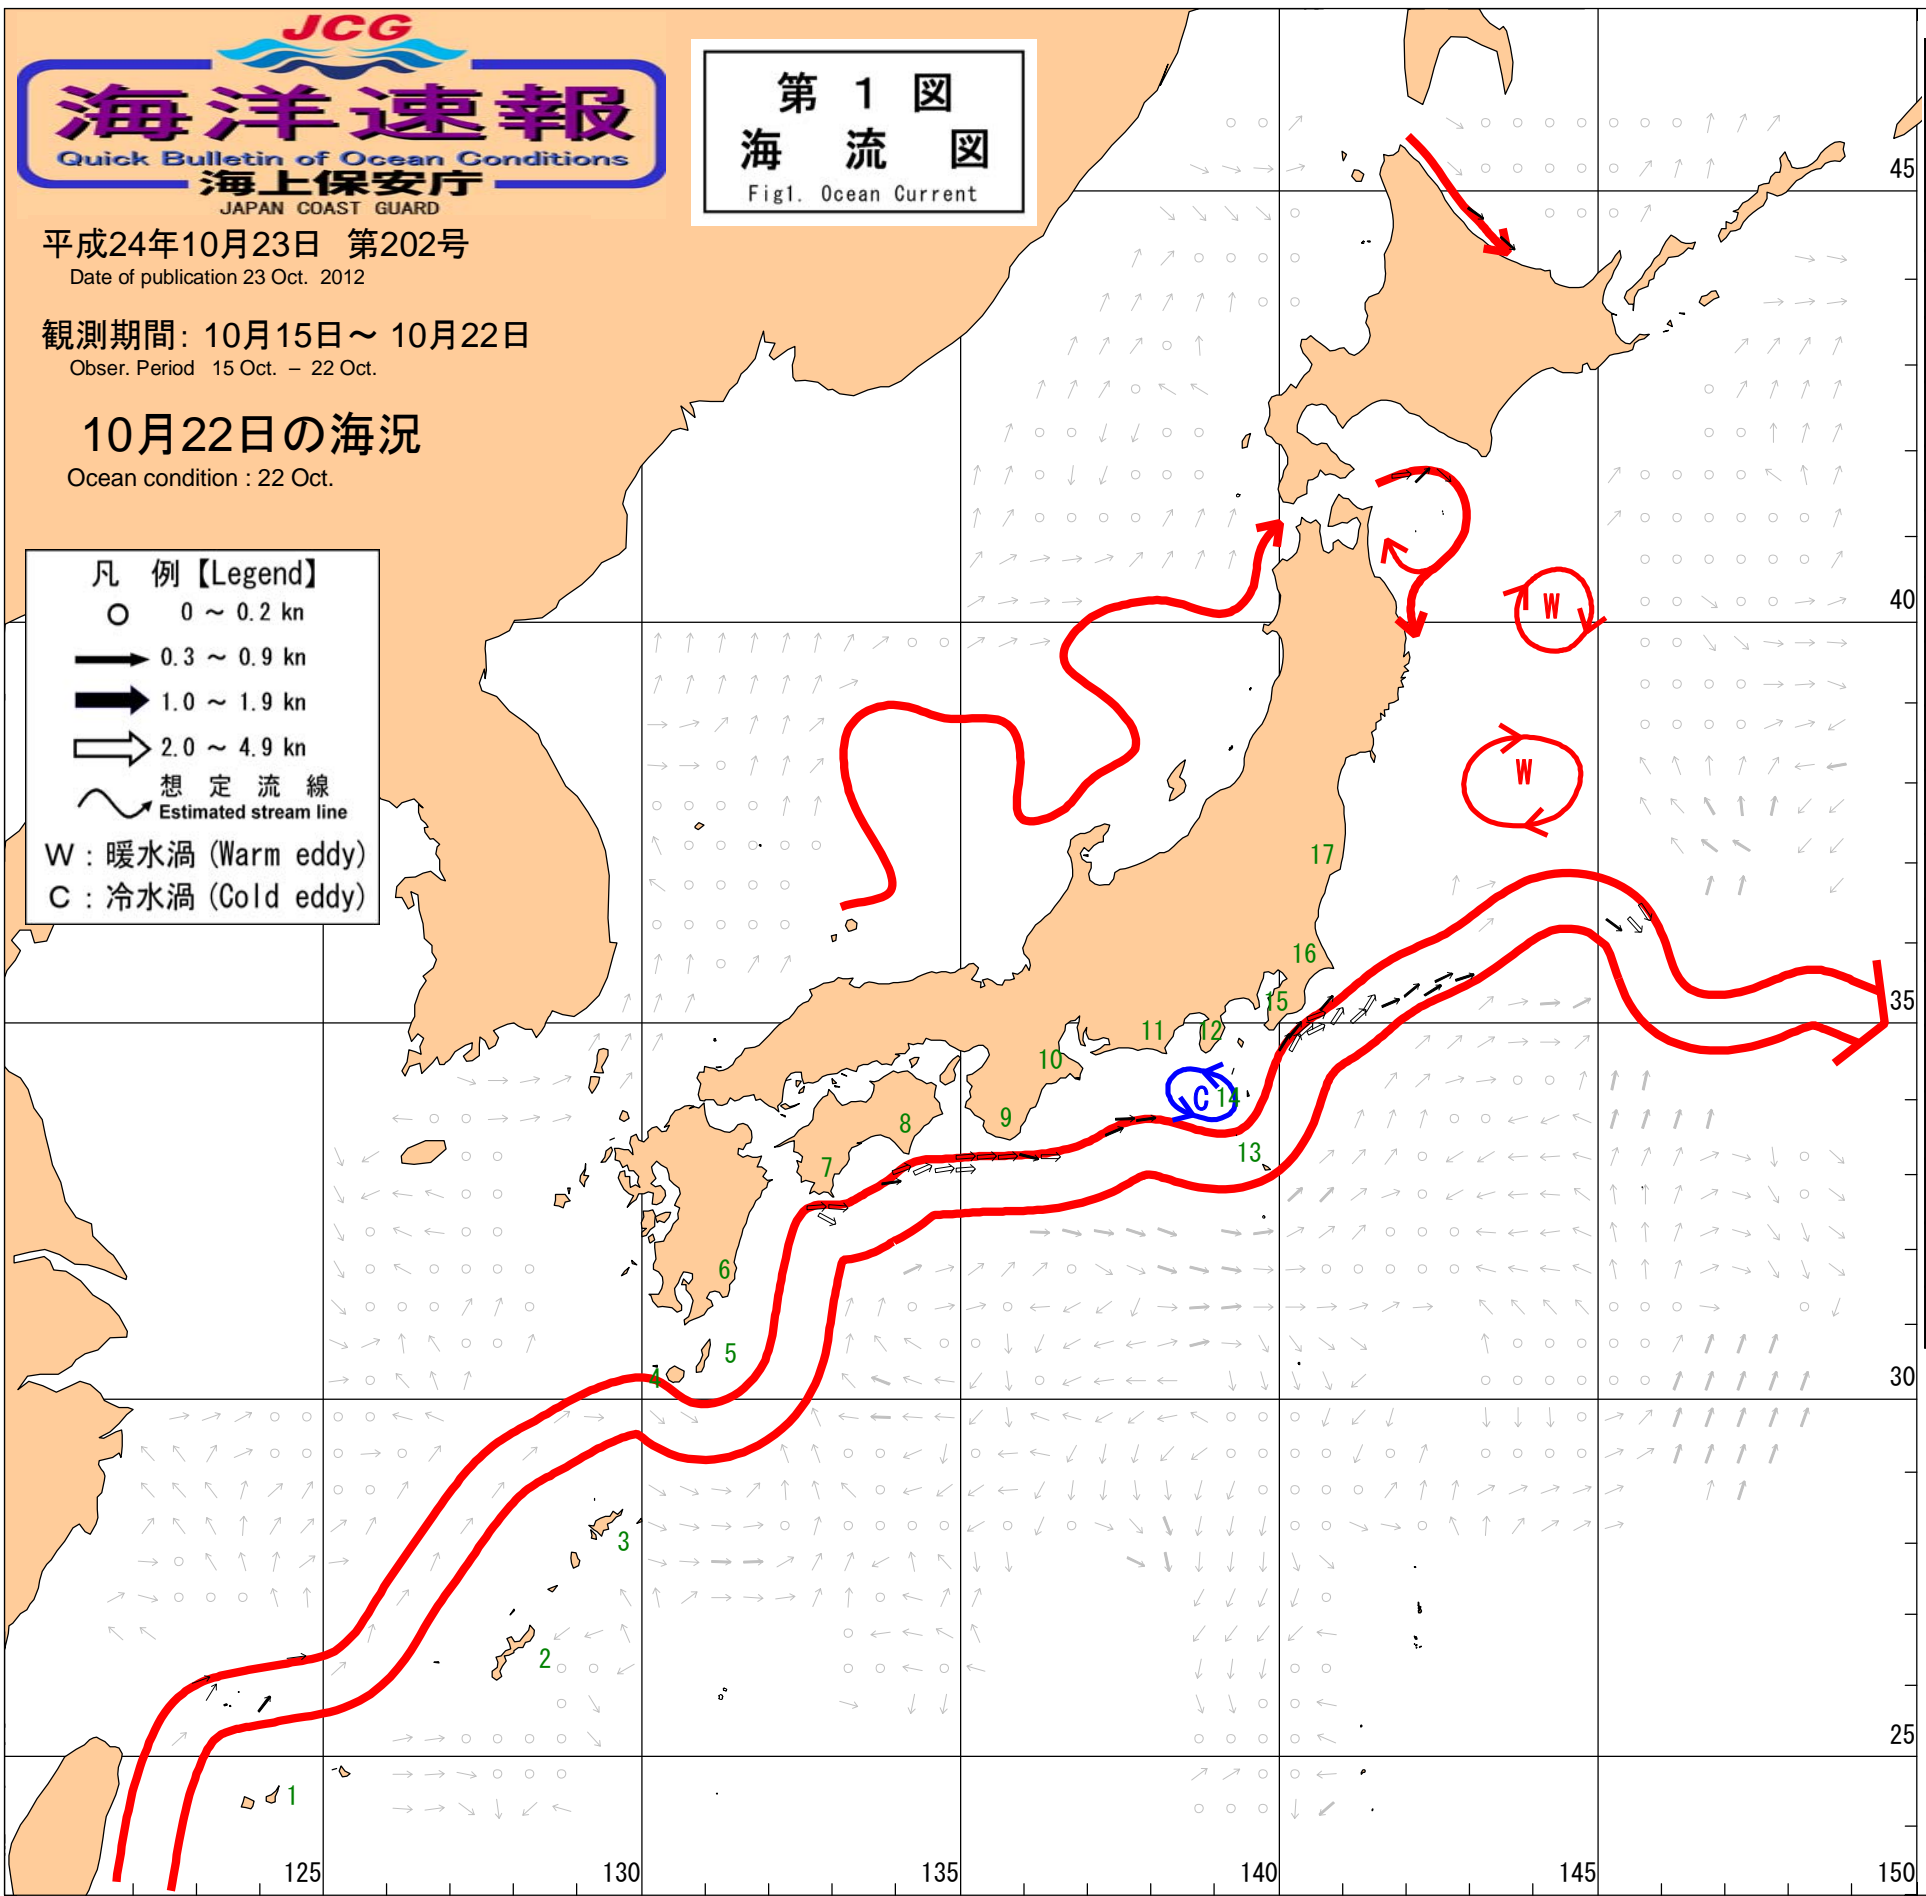 JCG
海洋速報
Quick Bulletin of Ocean Conditions
海上保安庁
JAPAN COAST GUARD
第 1 図
海 流 図
Fig1. Ocean Current
平成24年10月23日 第202号
Date of publication 23 Oct. 2012
観測期間: 10月15日～ 10月22日
Obser. Period 15 Oct. – 22 Oct.
10月22日の海況
Ocean condition : 22 Oct.
凡 例【Legend】
0 ～ 0.2 kn
0.3 ～ 0.9 kn
1.0 ～ 1.9 kn
2.0 ～ 4.9 kn
想 定 流 線
Estimated stream line
W : 暖水渦 (Warm eddy)
C : 冷水渦 (Cold eddy)
45
40
W
W
17
16
35
15
11
12
10
C
14
9
8
13
7
6
5
4
30
3
2
25
1
125
130
135
140
145
150